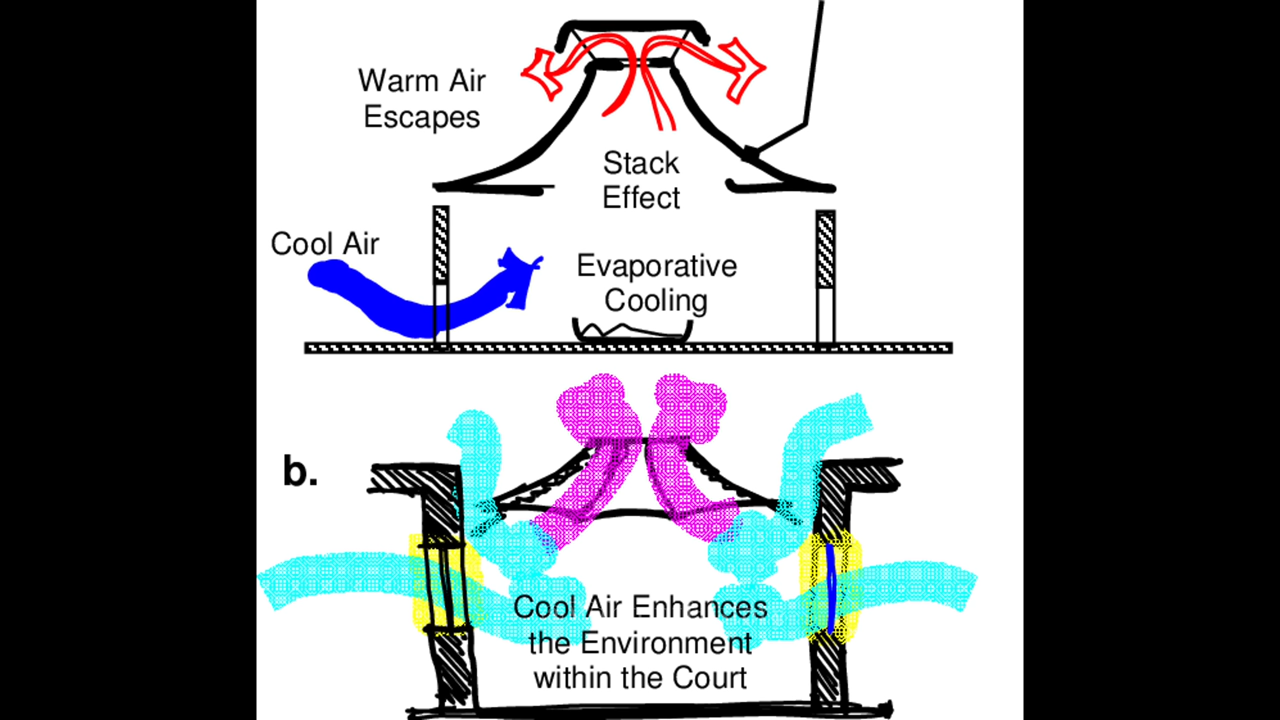 Warm Air
Escapes
Stack
Effect
Cool Air
Evaporative
Cooling
b.
Cool Air Enhances
the Environment
within the Court